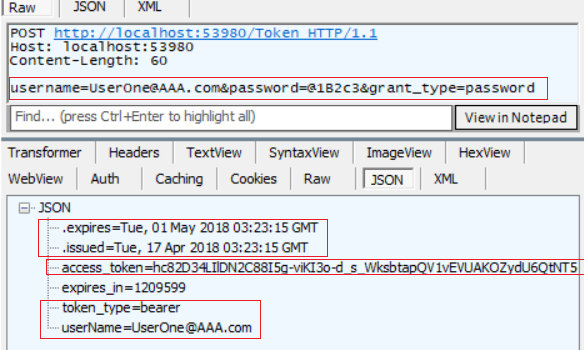 Raw JSON XML
POST http://localhost:53980/Token HTTP/1.1
Host: localhost:53980
Content-Length: 60
username=UserOne@AAA.com&password=@1B2c3&grant_type=password
Find... (press Ctrl+Enter to highlight all) View in Notepad
Transformer Headers TextView SyntaxView ImageView HexView
WebView Auth Caching Cookies Raw JSON XML
JSON
.expires=Tue, 01 May 2018 03:23:15 GMT
.issued=Tue, 17 Apr 2018 03:23:15 GMT
access_token=hc82D34LIlDN2C88I5g-viKI3o-d_s_WksbtapQV1vEVUAKOZydU6QtNT5
expires_in=1209599
token_type=bearer
userName=UserOne@AAA.com